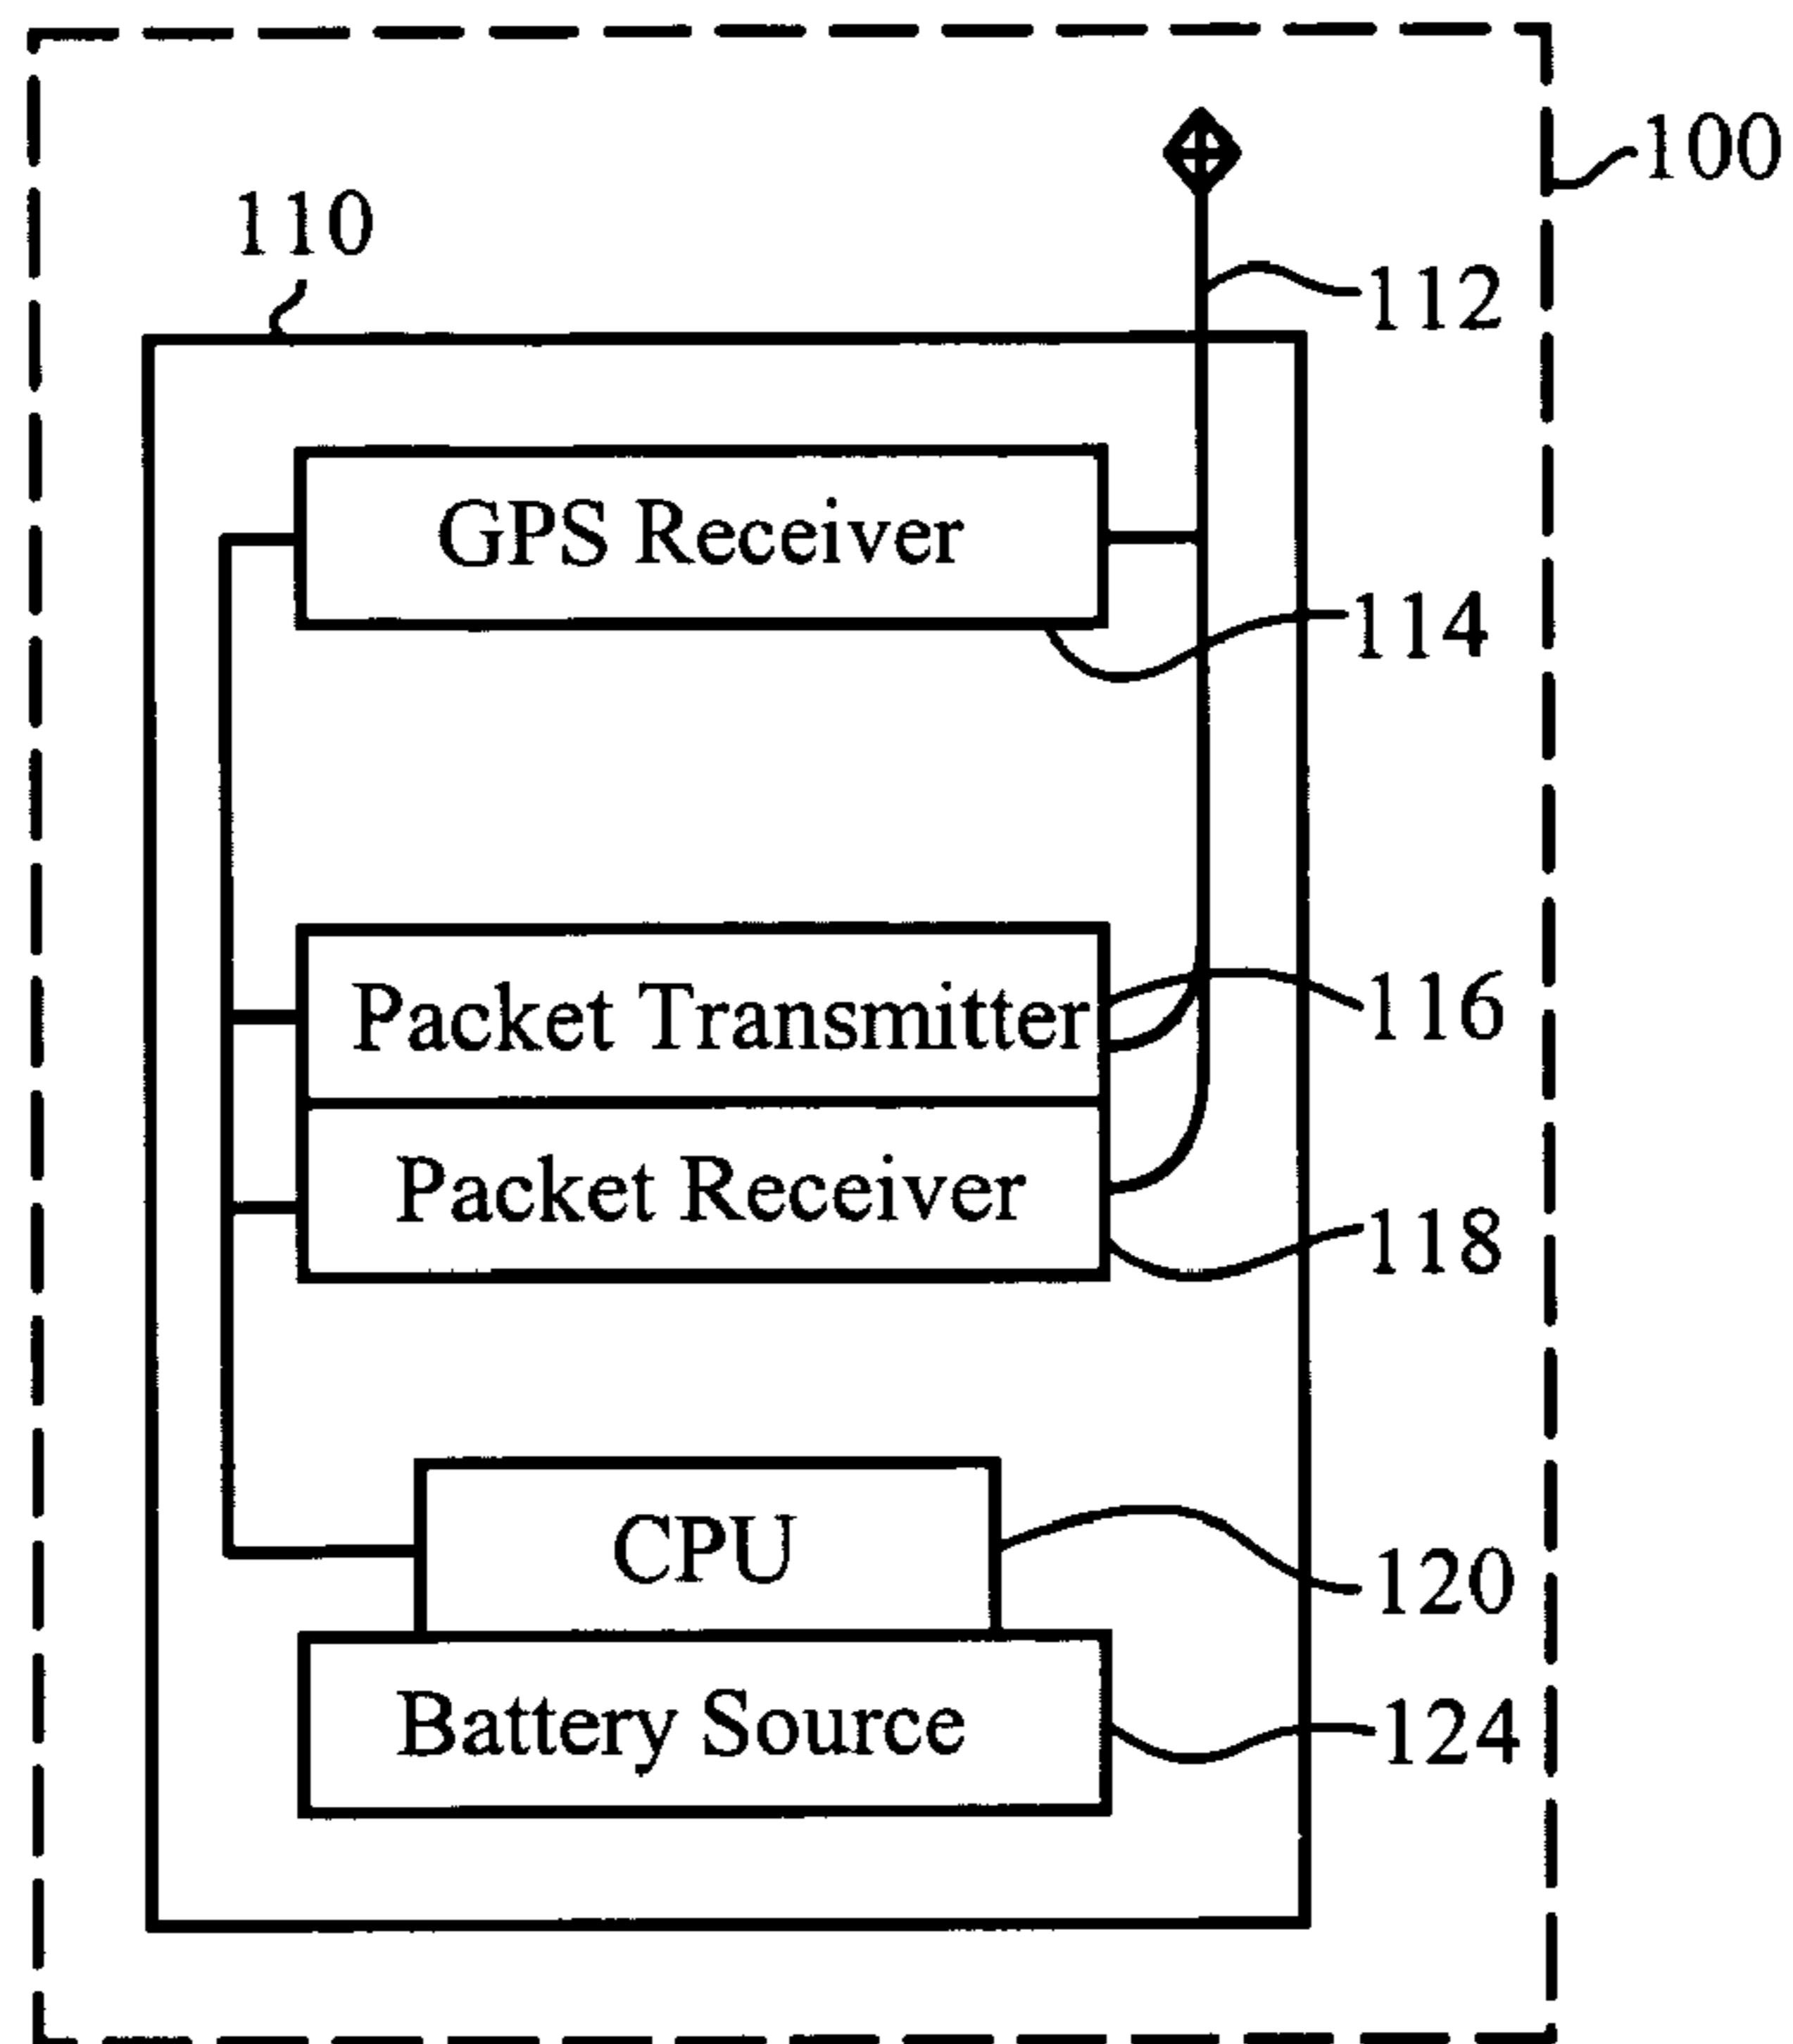 100
110
112
GPS Receiver
114
Packet Transmitter
116
Packet Receiver
118
CPU
120
Battery Source
124